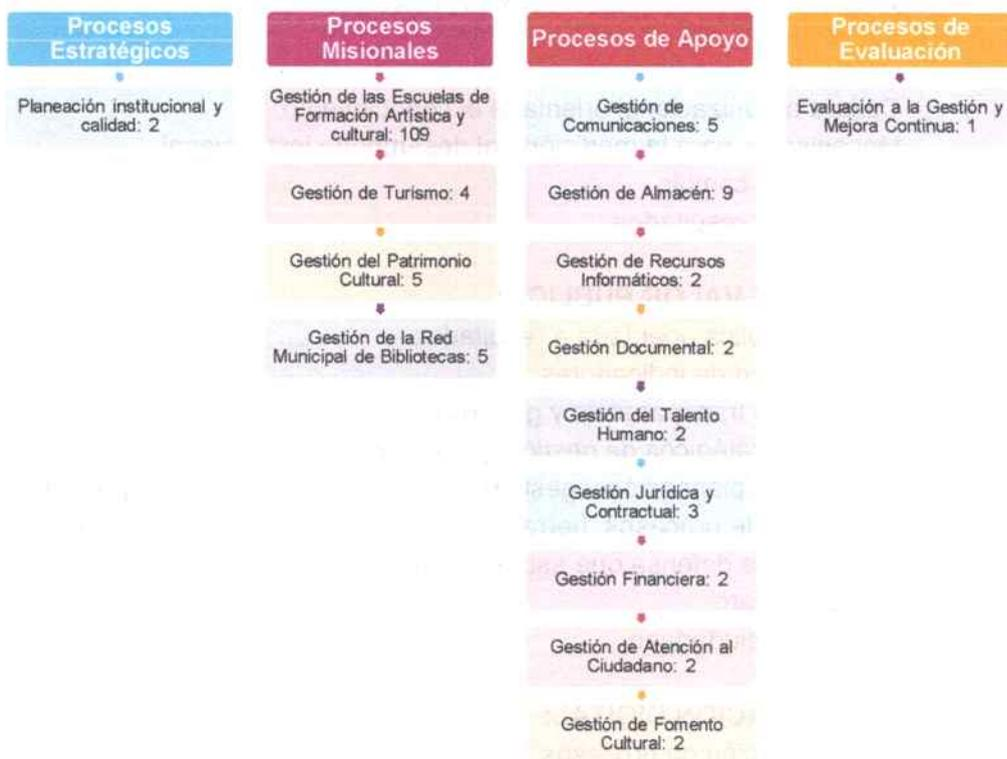 Procesos
Estratégicos
Planeación institucional y
calidad: 2
Procesos
Misionales
Gestión de las Escuelas de
Formación Artística y
cultural: 109
Gestión de Turismo: 4
Gestión del Patrimonio
Cultural: 5
Gestión de la Red
Municipal de Bibliotecas: 5
Procesos de Apoyo
Gestión de
Comunicaciones: 5
Gestión de Almacén: 9
Gestión de Recursos
Informáticos: 2
Gestión Documental: 2
Gestión del Talento
Humano: 2
Gestión Jurídica y
Contractual: 3
Gestión Financiera: 2
Gestión de Atención al
Ciudadano: 2
Gestión de Fomento
Cultural: 2
Procesos de
Evaluación
Evaluación a la Gestión y
Mejora Continua: 1